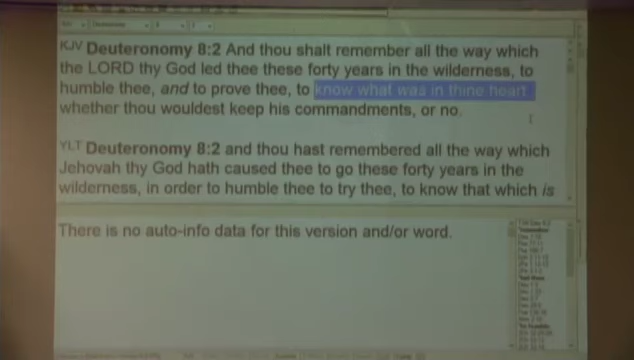 KJV Deuteronomy 8:2 And thou shalt remember all the way which
the LORD thy God led thee these forty years in the wilderness, to
humble thee, and to prove thee, to know what was in thine heart
whether thou wouldest keep his commandments, or no.
YLT Deuteronomy 8:2 and thou hast remembered all the way which
Jehovah thy God hath caused thee to go these forty years in the
wilderness, in order to humble thee to try thee, to know that which is
There is no auto-info data for this version and/or word.